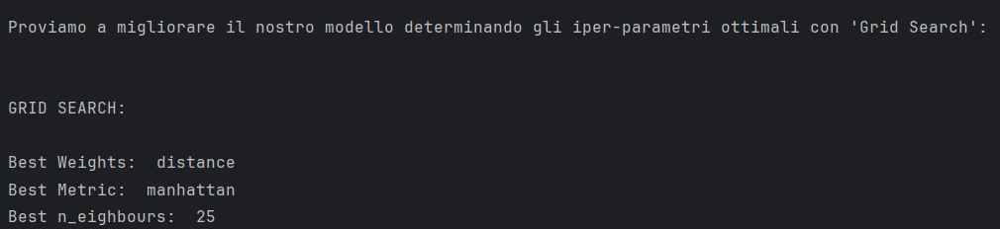 Proviamo a migliorare il nostro modello determinando gli iper-parametri ottimali con 'Grid Search':
GRID SEARCH:
Best Weights:  distance
Best Metric:  manhattan
Best n_eighbours:  25